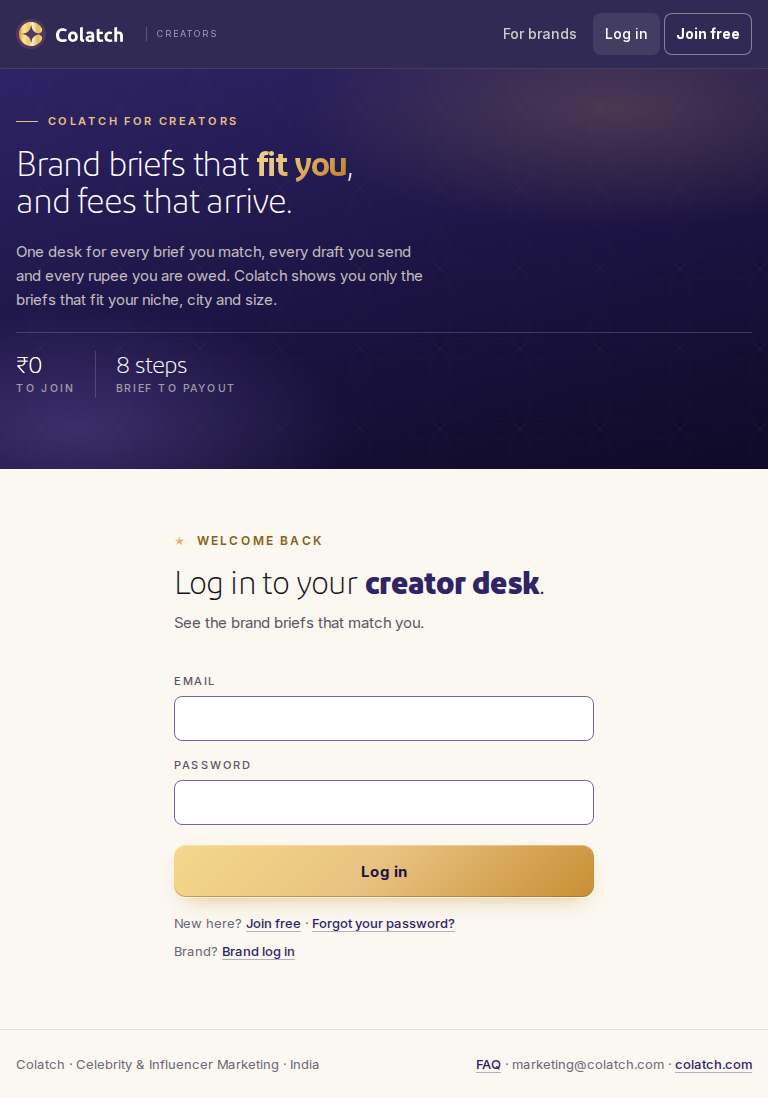 Colatch
CREATORS
For brands
Log in
Join free
COLATCH FOR CREATORS
Brand briefs that fit you,
and fees that arrive.
One desk for every brief you match, every draft you send
and every rupee you are owed. Colatch shows you only the
briefs that fit your niche, city and size.
₹0
TO JOIN
8 steps
BRIEF TO PAYOUT
★ WELCOME BACK
Log in to your creator desk.
See the brand briefs that match you.
EMAIL
PASSWORD
Log in
New here? Join free · Forgot your password?
Brand? Brand log in
Colatch · Celebrity & Influencer Marketing · India
FAQ · marketing@colatch.com · colatch.com